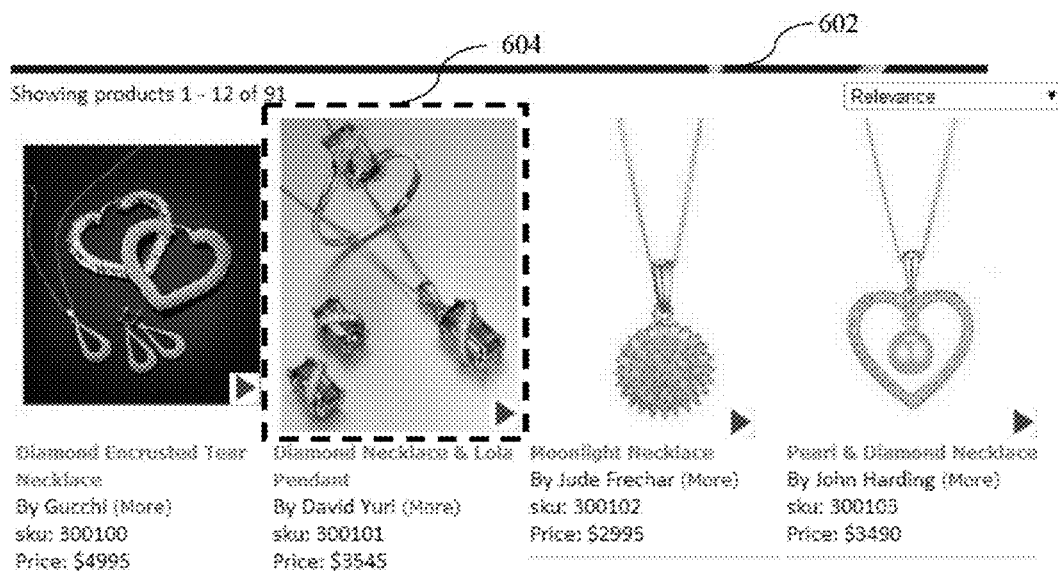 604
602
Showing products 1 - 12 of 91
Relevance
Diamond Encrusted Tear
Necklace
By Gucchi (More)
sku: 300100
Price: $4995
Diamond Necklace & Lola
Pendant
By David Yuri (More)
sku: 300101
Price: $3545
Moonlight Necklace
By Jude Frechar (More)
sku: 300102
Price: $2995
Pearl & Diamond Necklace
By John Harding (More)
sku: 300103
Price: $3490